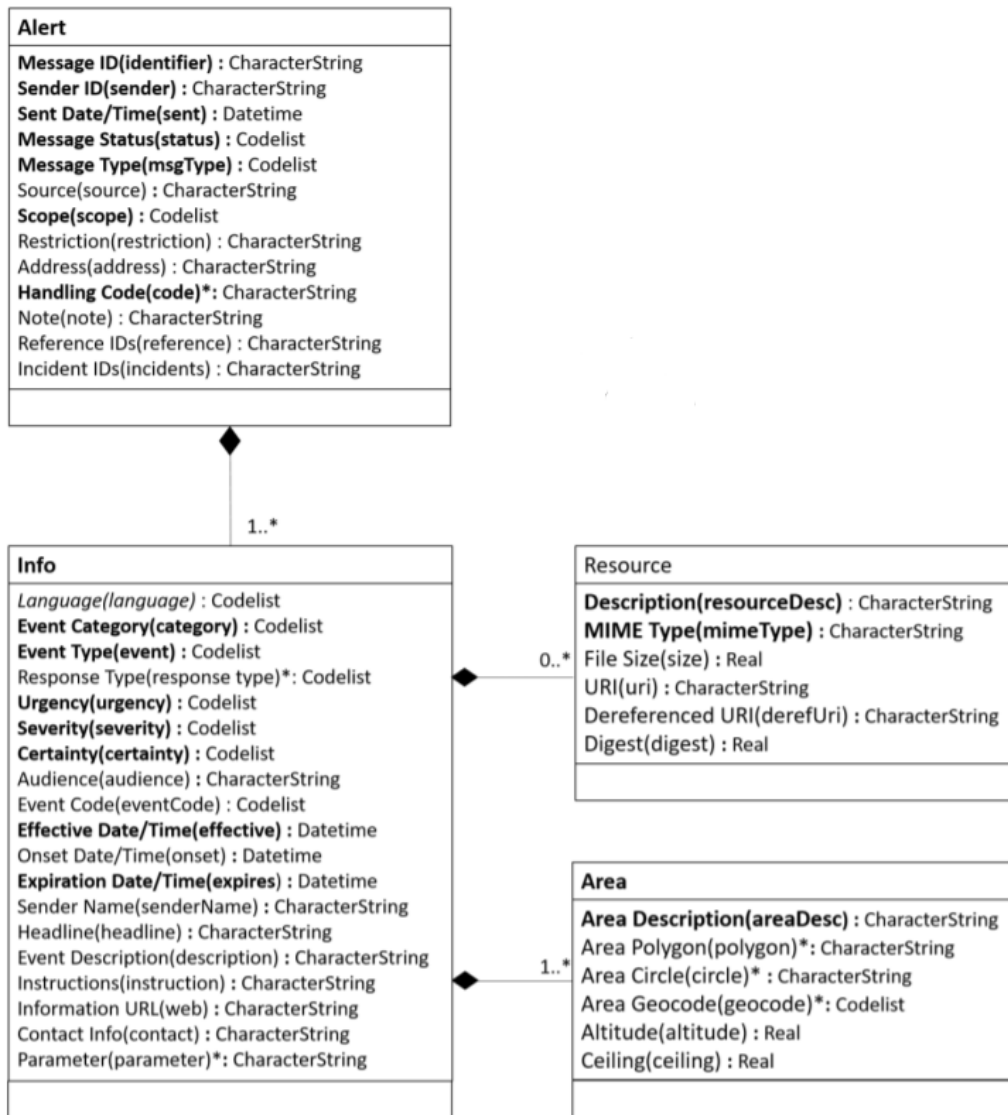 Alert
Message ID(identifier) : CharacterString
Sender ID(sender) : CharacterString
Sent Date/Time(sent) : Datetime
Message Status(status) : Codelist
Message Type(msgType) : Codelist
Source(source) : CharacterString
Scope(scope) : Codelist
Restriction(restriction) : CharacterString
Address(address) : CharacterString
Handling Code(code)*: CharacterString
Note(note) : CharacterString
Reference IDs(reference) : CharacterString
Incident IDs(incidents) : CharacterString
1..*
Info
Language(language) : Codelist
Event Category(category) : Codelist
Event Type(event) : Codelist
Response Type(response type)*: Codelist
Urgency(urgency) : Codelist
Severity(severity) : Codelist
Certainty(certainty) : Codelist
Audience(audience) : CharacterString
Event Code(eventCode) : Codelist
Effective Date/Time(effective) : Datetime
Onset Date/Time(onset) : Datetime
Expiration Date/Time(expires) : Datetime
Sender Name(senderName) : CharacterString
Headline(headline) : CharacterString
Event Description(description) : CharacterString
Instructions(instruction) : CharacterString
Information URL(web) : CharacterString
Contact Info(contact) : CharacterString
Parameter(parameter)*: CharacterString
0..*
Resource
Description(resourceDesc) : CharacterString
MIME Type(mimeType) : CharacterString
File Size(size) : Real
URI(uri) : CharacterString
Dereferenced URI(derefUri) : CharacterString
Digest(digest) : Real
1..*
Area
Area Description(areaDesc) : CharacterString
Area Polygon(polygon)*: CharacterString
Area Circle(circle)* : CharacterString
Area Geocode(geocode)*: Codelist
Altitude(altitude) : Real
Ceiling(ceiling) : Real